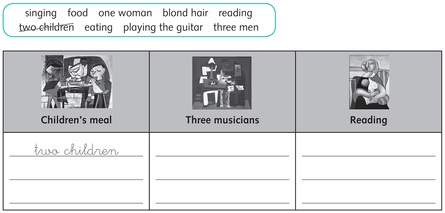 singing food one woman blond hair reading
two children eating playing the guitar three men
Children's meal
Three musicians
Reading
two children